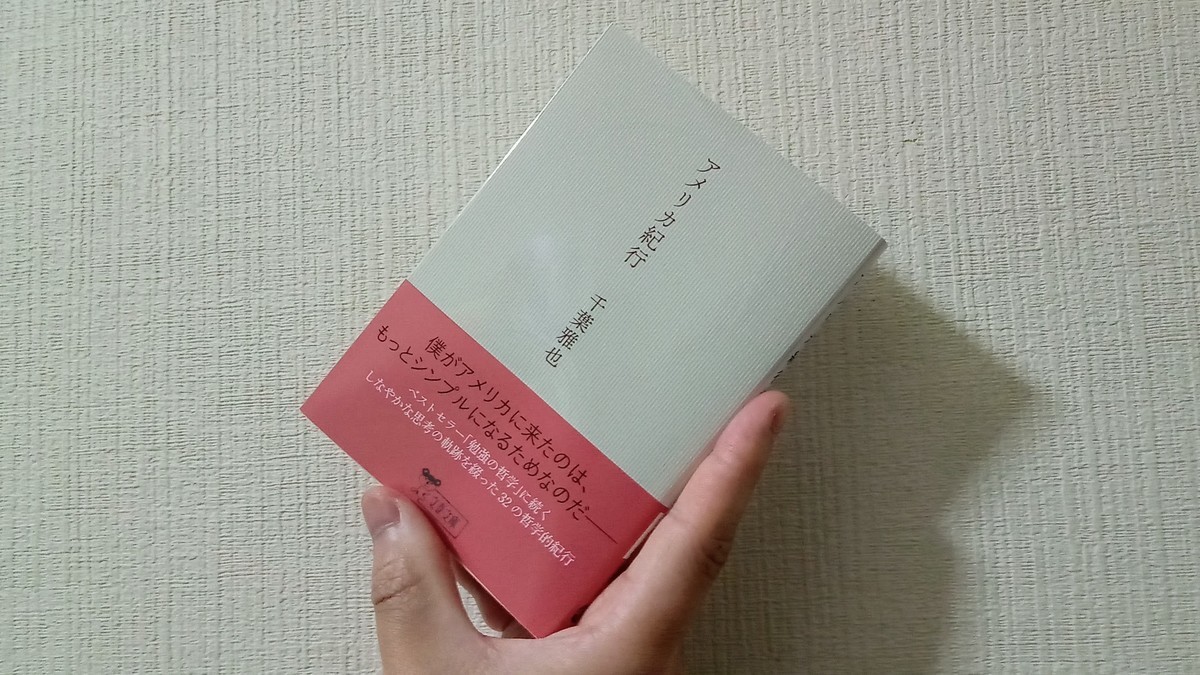 アメリカ紀行
千葉雅也
僕がアメリカに来たのは、
もっとシンプルになるためなのだ――
ベストセラー『勉強の哲学』に続く
しなやかな思考の軌跡を綴った32の哲学的紀行